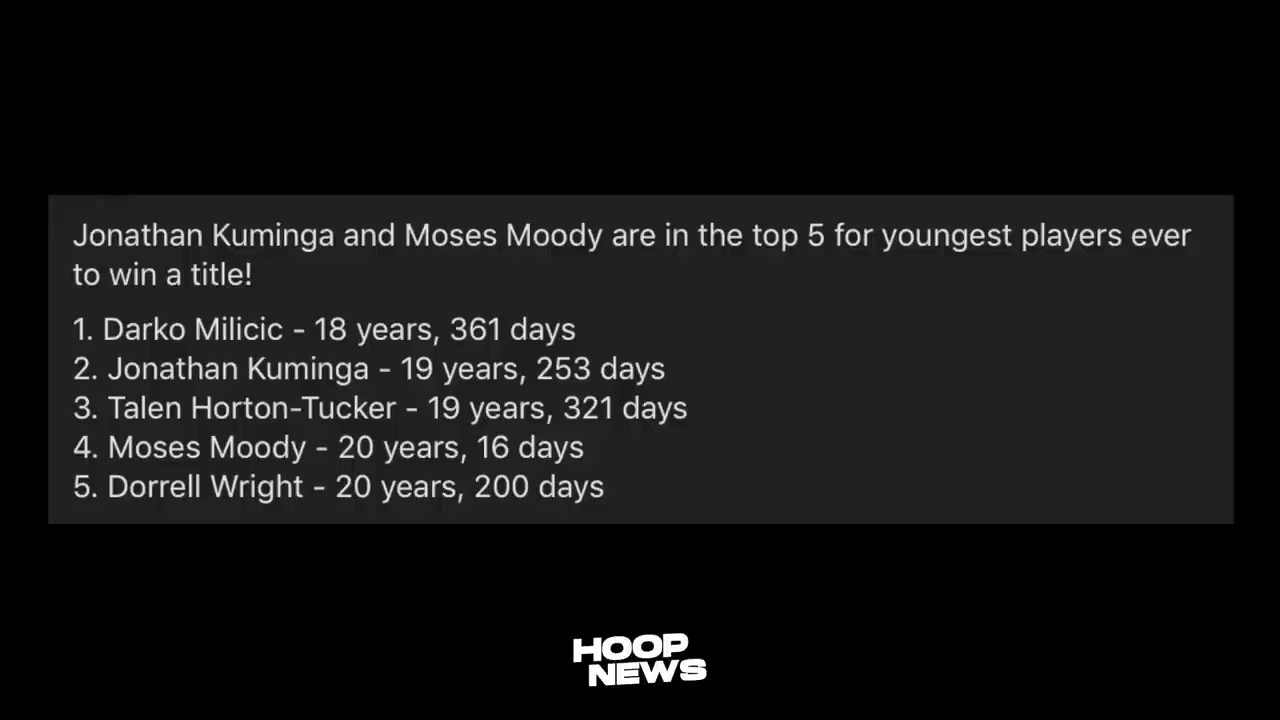 Jonathan Kuminga and Moses Moody are in the top 5 for youngest players ever
to win a title!
1. Darko Milicic - 18 years, 361 days
2. Jonathan Kuminga - 19 years, 253 days
3. Talen Horton-Tucker - 19 years, 321 days
4. Moses Moody - 20 years, 16 days
5. Dorrell Wright - 20 years, 200 days
HOOP
NEWS